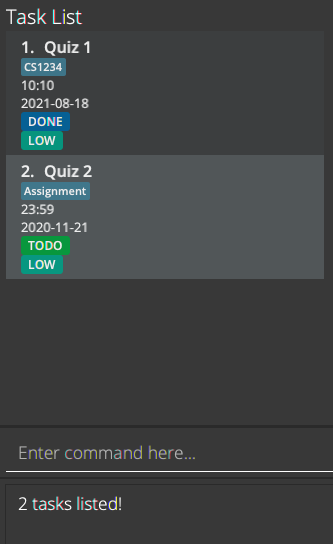 Task List
1. Quiz 1
CS1234
10:10
2021-08-18
DONE
LOW
2. Quiz 2
Assignment
23:59
2020-11-21
TODO
LOW
Enter command here...
2 tasks listed!